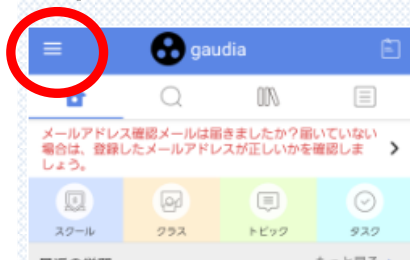 gaudia
メールアドレス確認メールは届きましたか？届いていない
場合は、登録したメールアドレスが正しいかを確認しま
しょう。
スクール クラス トピック タスク